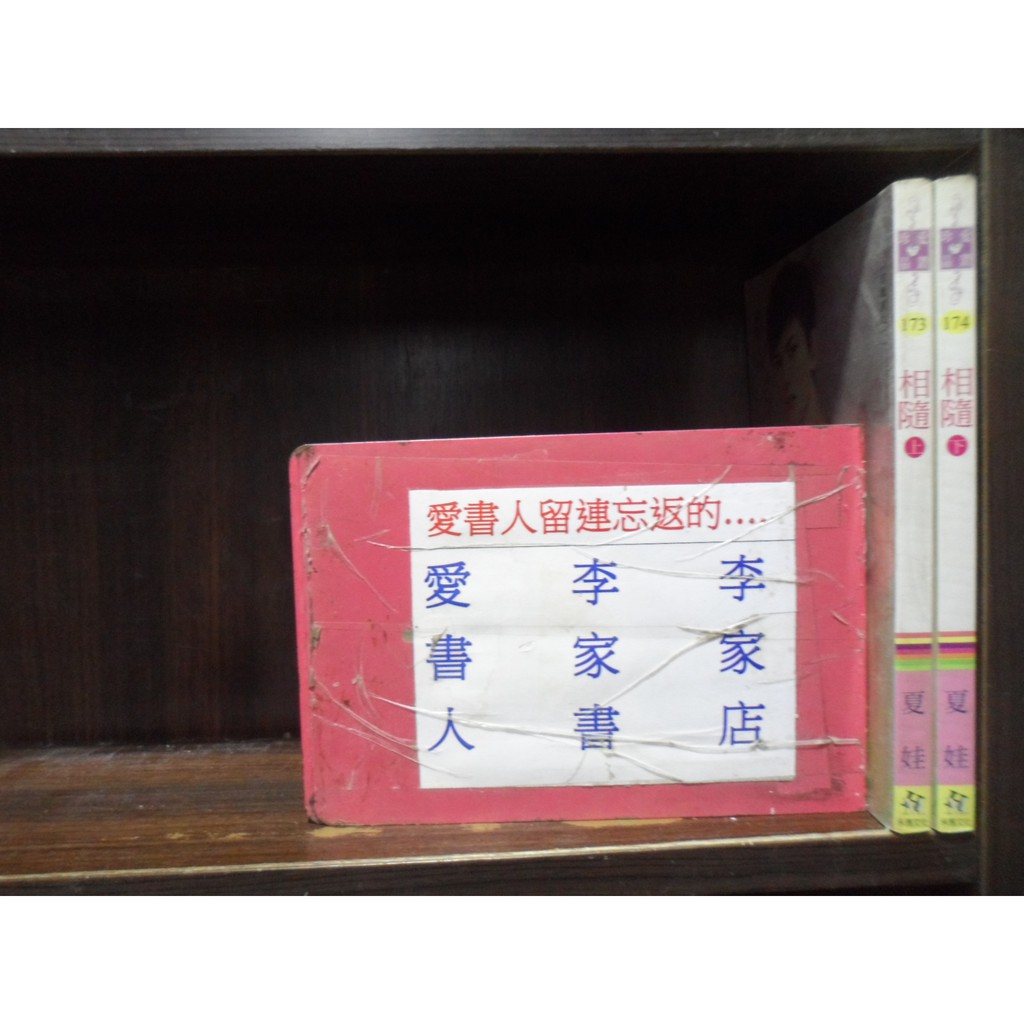 愛書人留連忘返的.....
李家店
李家書
愛書人
173
相隨
上
夏娃
174
相隨
下
夏娃